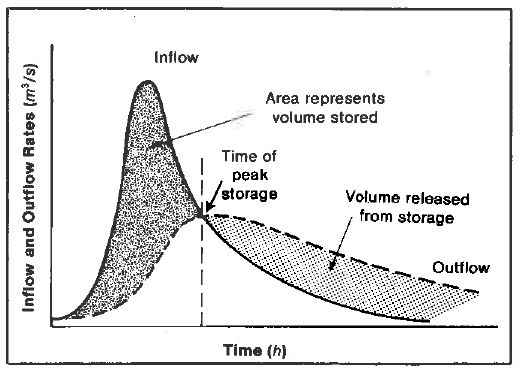 Inflow
Area represents
volume stored
Time of
peak
storage
Volume released
from storage
Outflow
Inflow and Outflow Rates (m³/s)
Time (h)